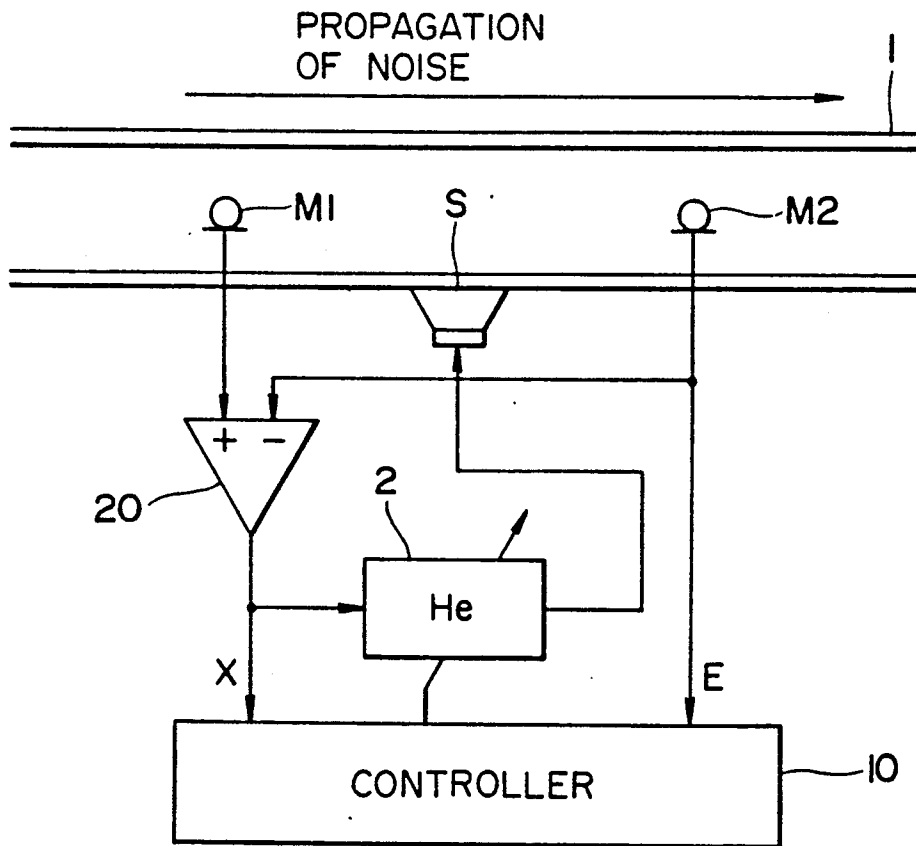 PROPAGATION
OF NOISE
1
M1
S
M2
+ −
20
2
He
X
E
CONTROLLER
10